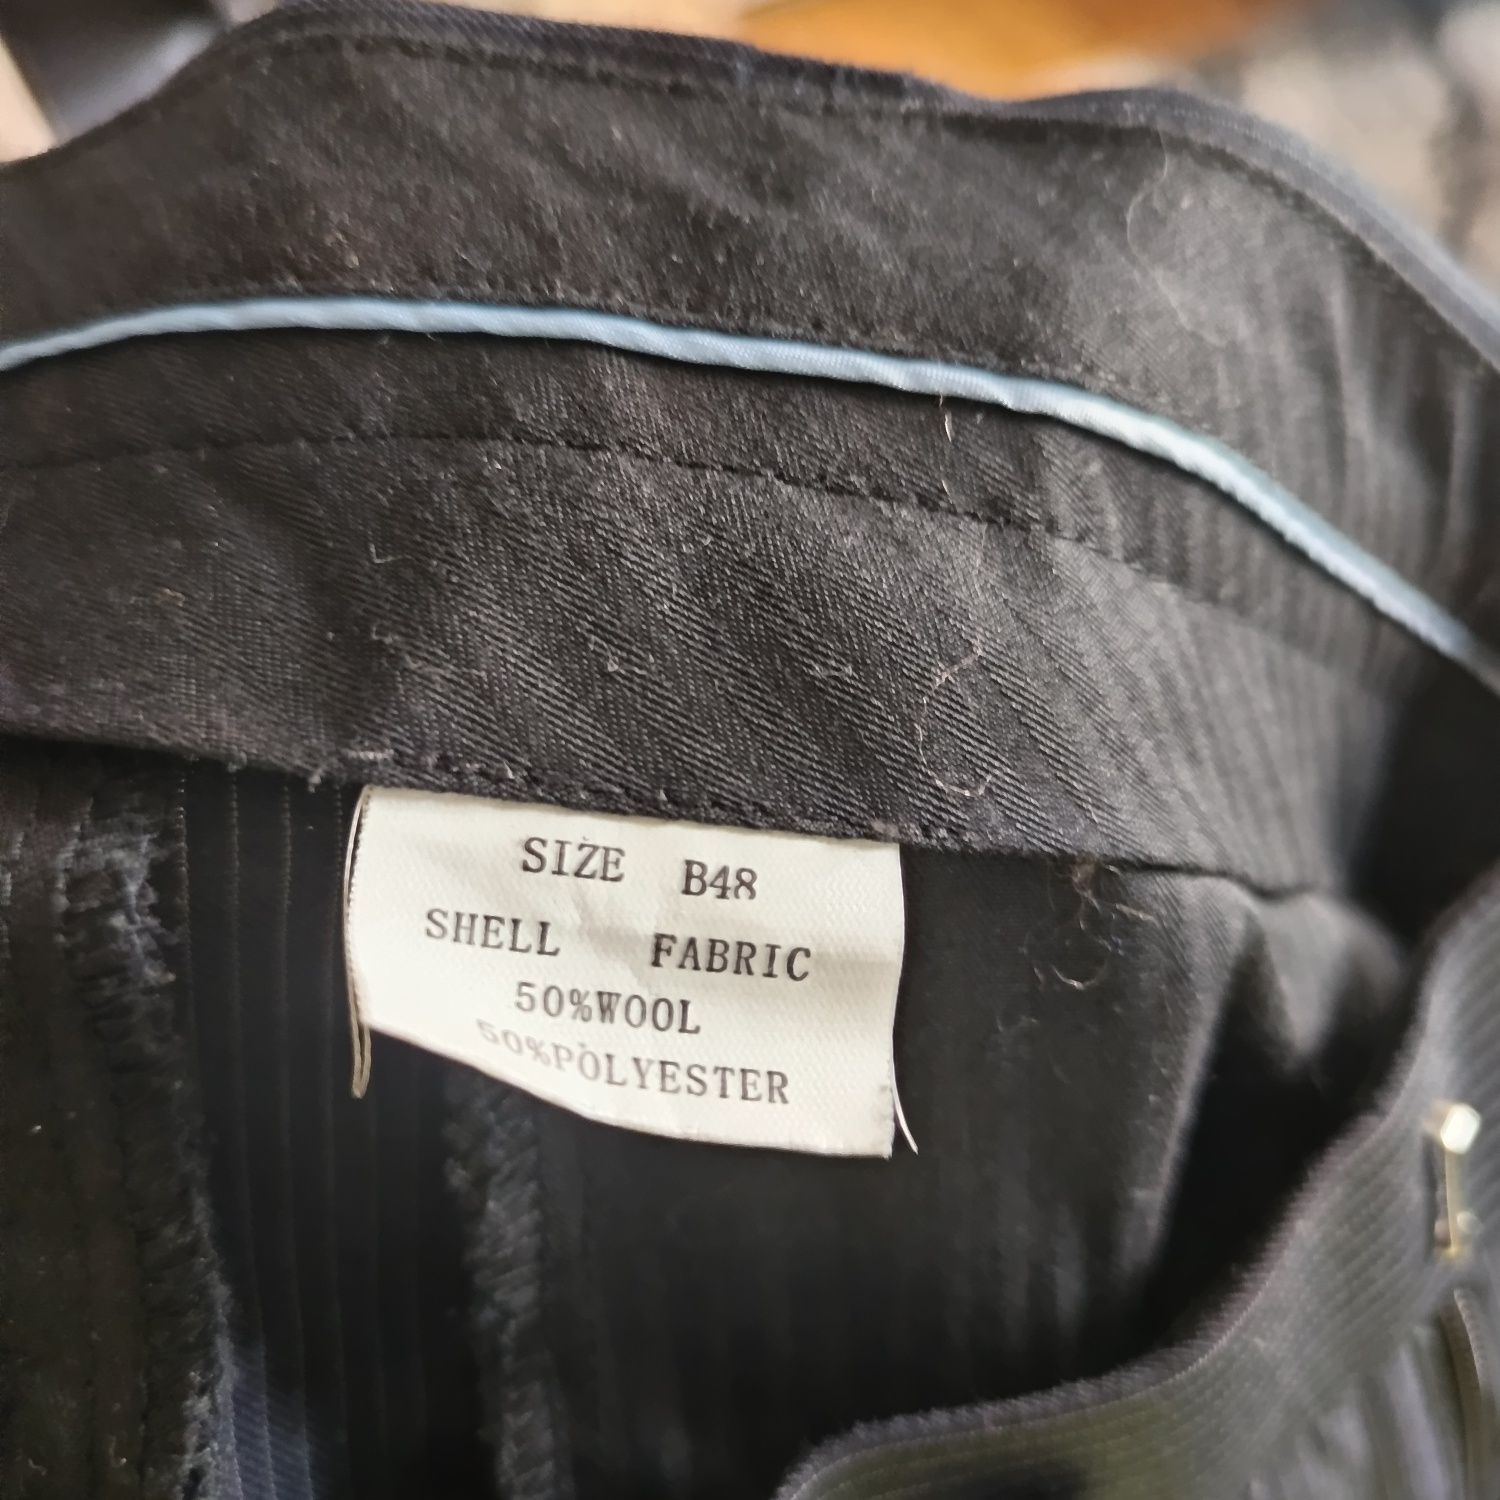 SIZE B48
SHELL FABRIC
50%WOOL
50%POLYESTER